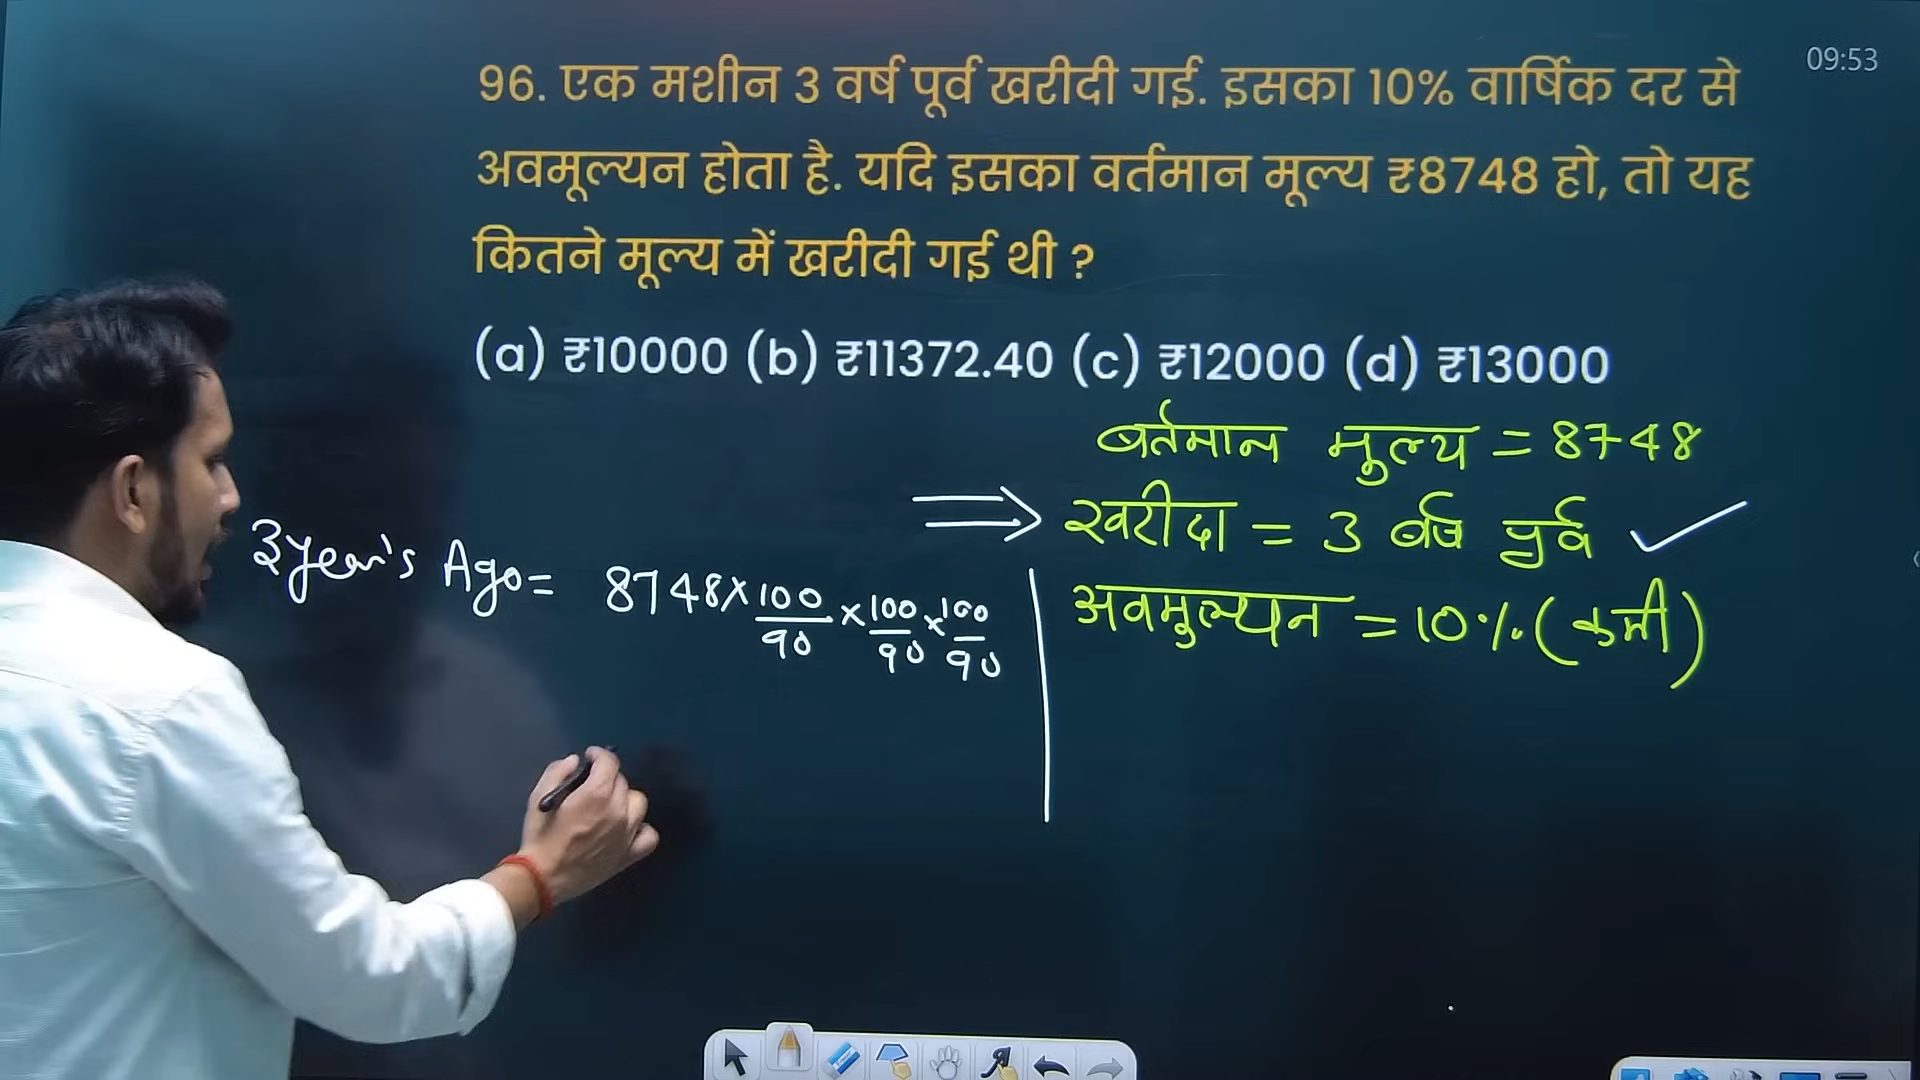 09:53
96. एक मशीन 3 वर्ष पूर्व खरीदी गई. इसका 10% वार्षिक दर से
अवमूल्यन होता है. यदि इसका वर्तमान मूल्य ₹8748 हो, तो यह
कितने मूल्य में खरीदी गई थी ?
(a) ₹10000 (b) ₹11372.40 (c) ₹12000 (d) ₹13000
वर्तमान मुल्य = 8748
⇒ खरीदा = 3 वर्ष पुर्व ✓
अवमुल्यन = 10% (कमी)
3year's Ago = 8748 × 100/90 × 100/90 × 100/90